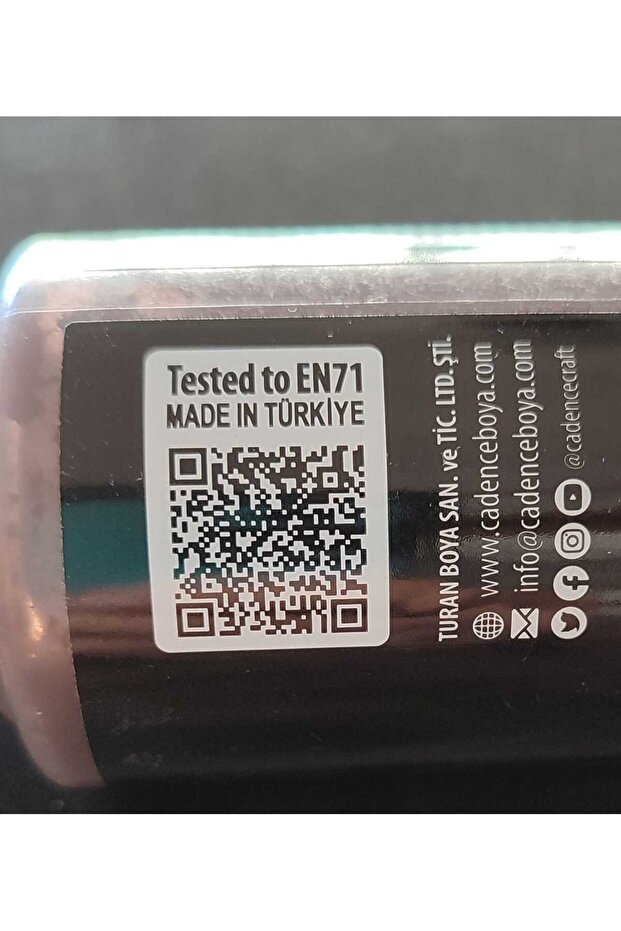 Tested to EN71
MADE IN TÜRKİYE
TURAN BOYA SAN. ve TİC. LTD. ŞTİ.
www.cadenceboya.com
info@cadenceboya.com
@cadencecraft